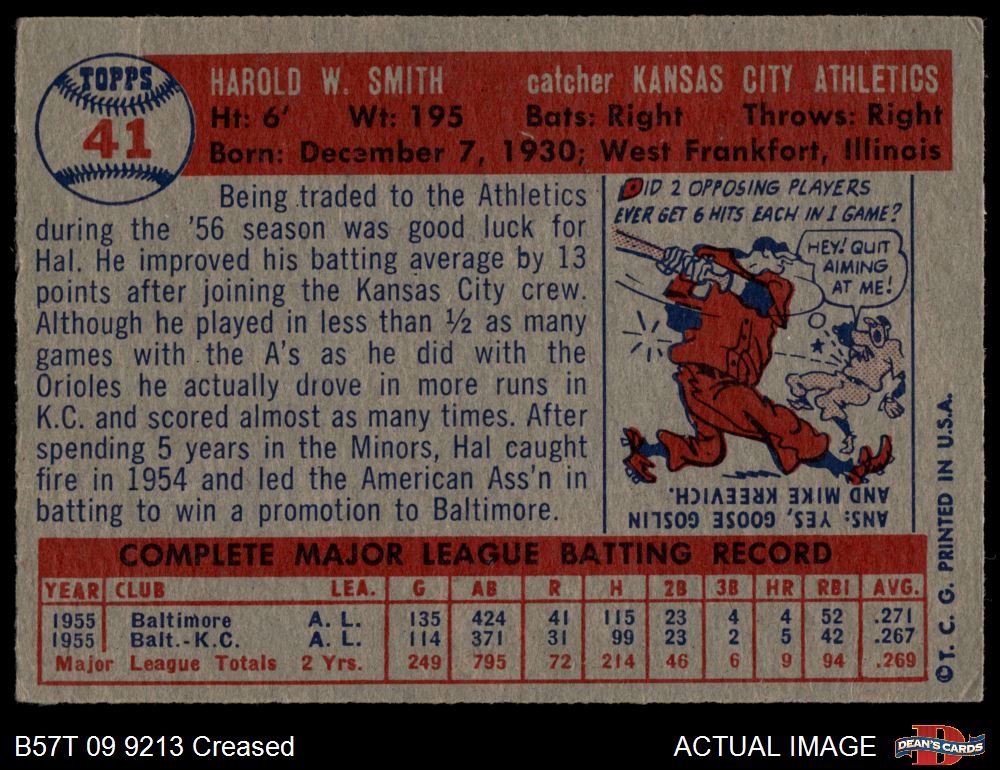 TOPPS
41
HAROLD W. SMITH catcher KANSAS CITY ATHLETICS
Ht: 6' Wt: 195 Bats: Right Throws: Right
Born: December 7, 1930; West Frankfort, Illinois
Being traded to the Athletics
during the '56 season was good luck for
Hal. He improved his batting average by 13
points after joining the Kansas City crew.
Although he played in less than ½ as many
games with the A's as he did with the
Orioles he actually drove in more runs in
K.C. and scored almost as many times. After
spending 5 years in the Minors, Hal caught
fire in 1954 and led the American Ass'n in
batting to win a promotion to Baltimore.
DID 2 OPPOSING PLAYERS
EVER GET 6 HITS EACH IN 1 GAME?
HEY! QUIT
AIMING
AT ME!
ANS: YES, GOOSE GOSLIN
AND MIKE KREEVICH.
COMPLETE MAJOR LEAGUE BATTING RECORD
YEAR CLUB LEA. G AB R H 2B 3B HR RBI AVG.
1955 Baltimore A. L. 135 424 41 115 23 4 4 52 .271
1955 Balt.-K.C. A. L. 114 371 31 99 23 2 5 42 .267
Major League Totals 2 Yrs. 249 795 72 214 46 6 9 94 .269
© T. C. G. PRINTED IN U.S.A.
B57T 09 9213 Creased
ACTUAL IMAGE
DEAN'S CARDS